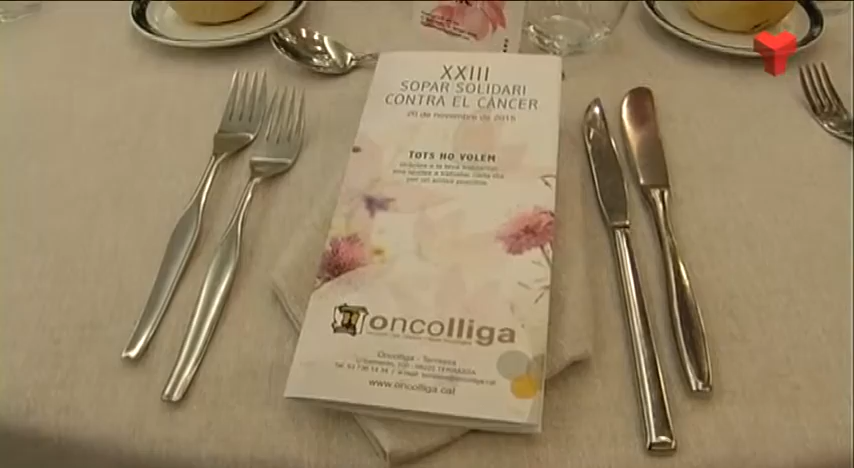 XXIII
SOPAR SOLIDARI
CONTRA EL CÀNCER
20 de novembre de 2015
TOTS HO VOLEM
oncolliga
Oncolliga - Terrassa
TERRASSA
www.oncolliga.cat